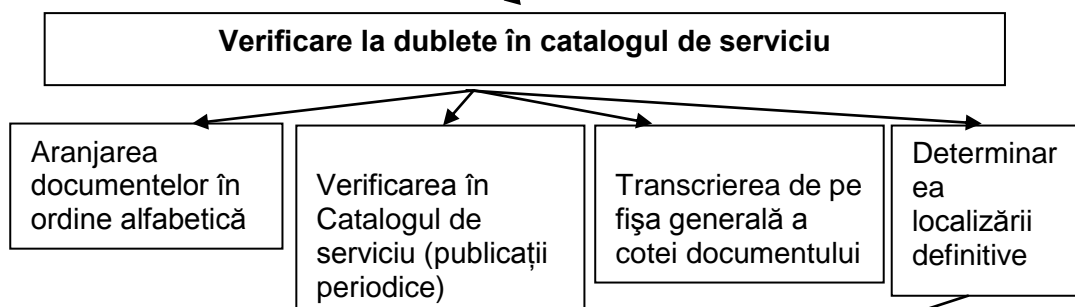 Verificare la dublete în catalogul de serviciu
Aranjarea
documentelor în
ordine alfabetică
Verificarea în
Catalogul de
serviciu (publicații
periodice)
Transcrierea de pe
fişa generală a
cotei documentului
Determinar
ea
localizării
definitive